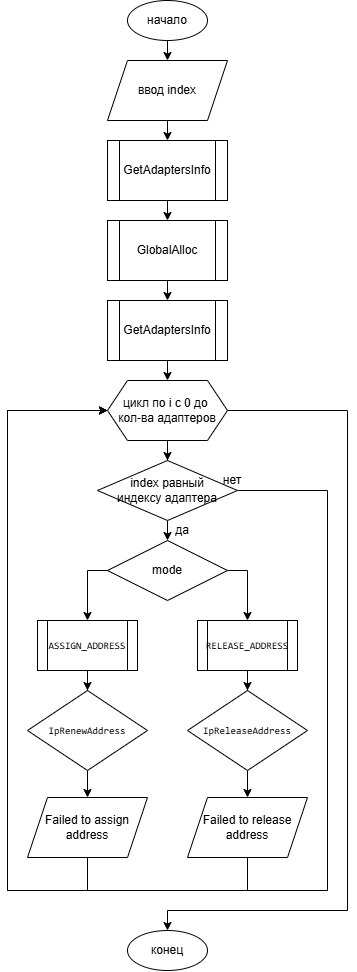 начало
ввод index
GetAdaptersInfo
GlobalAlloc
GetAdaptersInfo
цикл по i с 0 до
кол-ва адаптеров
index равный
индексу адаптера
нет
да
mode
ASSIGN_ADDRESS
RELEASE_ADDRESS
IpRenewAddress
IpReleaseAddress
Failed to assign
address
Failed to release
address
конец